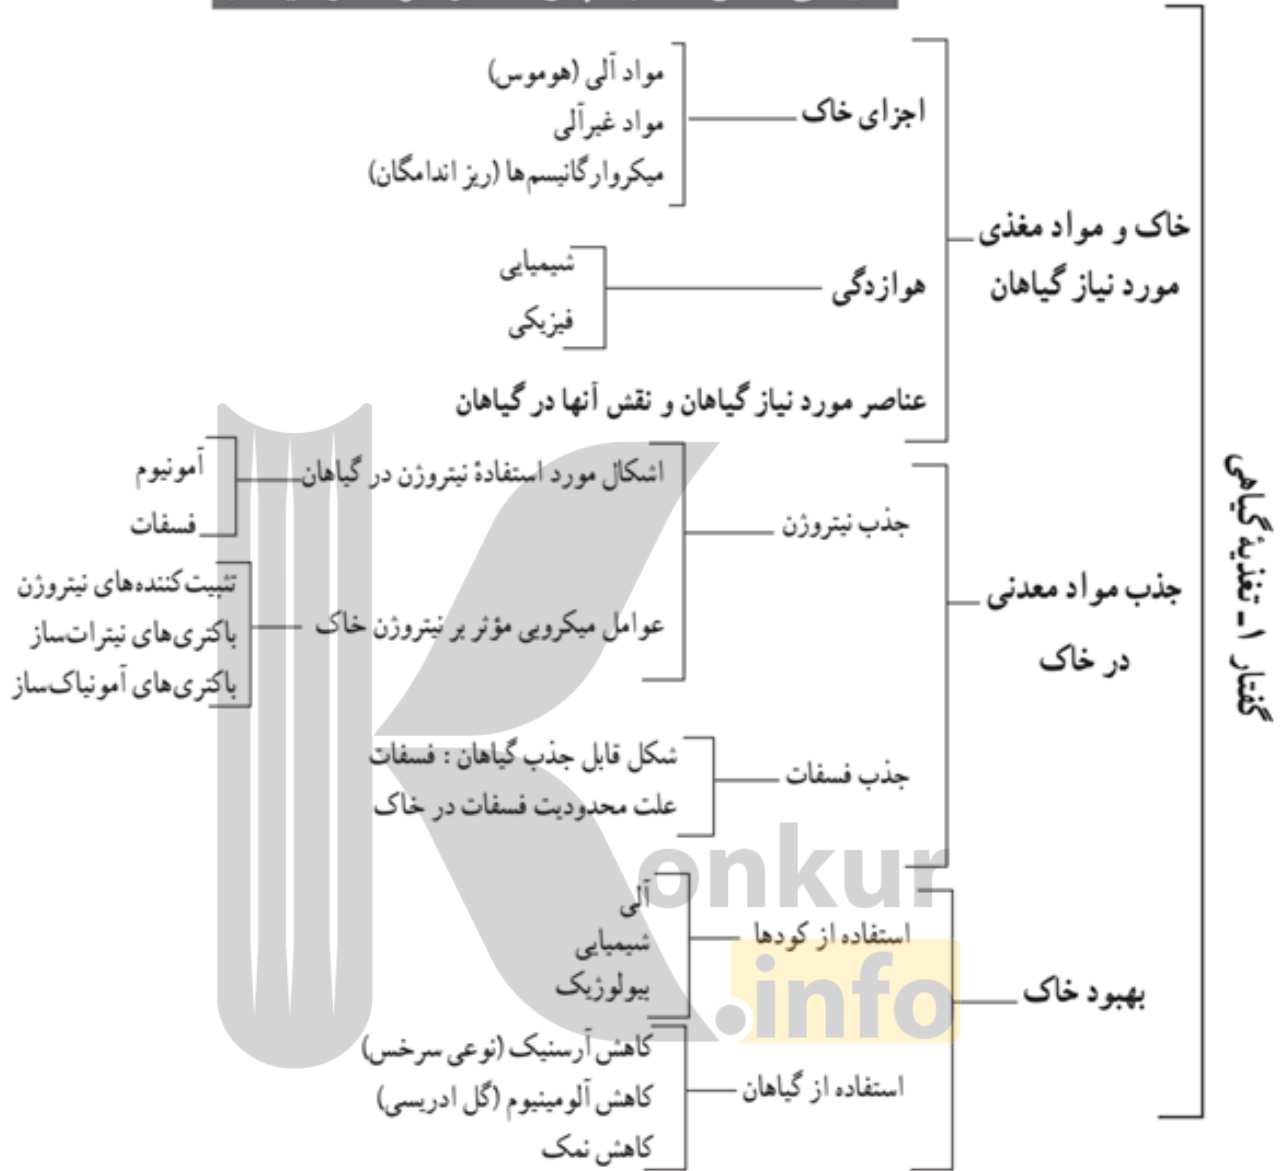 گفتار ۱ـ تغذیهٔ گیاهی
خاک و مواد مغذی
مورد نیاز گیاهان
اجزای خاک
مواد آلی (هوموس)
مواد غیرآلی
میکروارگانیسم‌ها (ریز اندامگان)
هوازدگی
شیمیایی
فیزیکی
عناصر مورد نیاز گیاهان و نقش آنها در گیاهان
جذب مواد معدنی
در خاک
جذب نیتروژن
اشکال مورد استفادهٔ نیتروژن در گیاهان
آمونیوم
فسفات
عوامل میکروبی مؤثر بر نیتروژن خاک
تثبیت‌کننده‌های نیتروژن
باکتری‌های نیترات‌ساز
باکتری‌های آمونیاک‌ساز
جذب فسفات
شکل قابل جذب گیاهان : فسفات
علت محدودیت فسفات در خاک
بهبود خاک
استفاده از کودها
آلی
شیمیایی
بیولوژیک
استفاده از گیاهان
کاهش آرسنیک (نوعی سرخس)
کاهش آلومینیوم (گل ادریسی)
کاهش نمک
Konkur
.info